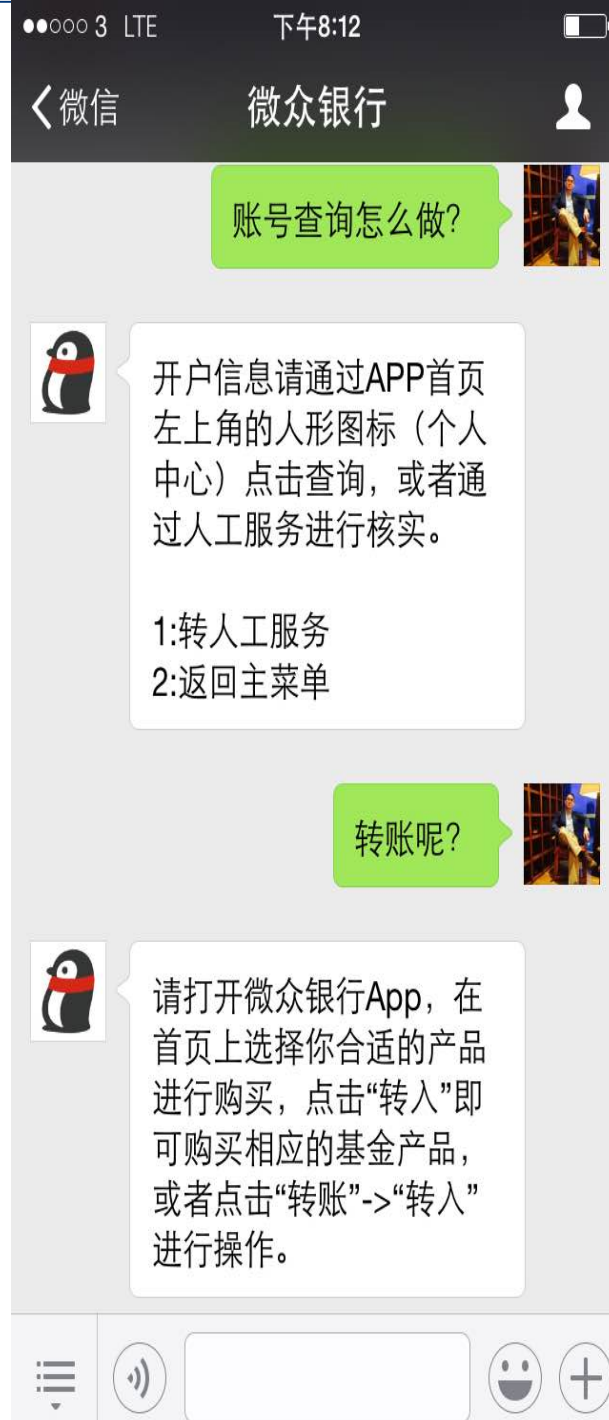 ●●○○○ 3 LTE 下午8:12
微信 微众银行
账号查询怎么做?
开户信息请通过APP首页
左上角的人形图标（个人
中心）点击查询，或者通
过人工服务进行核实。
1:转人工服务
2:返回主菜单
转账呢?
请打开微众银行App，在
首页上选择你合适的产品
进行购买，点击“转入”即
可购买相应的基金产品，
或者点击“转账”->“转入”
进行操作。